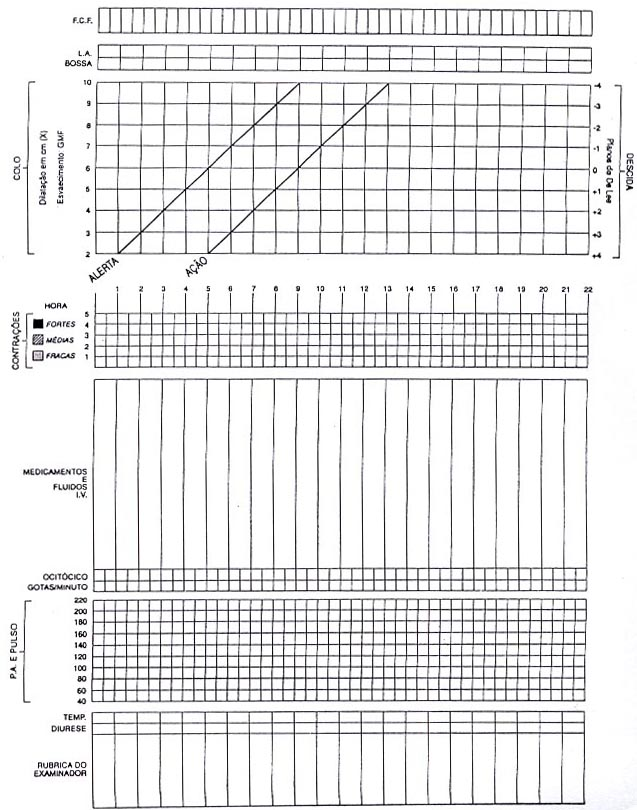 F.C.F.
L.A.
BOSSA
COLO
Dilatação em cm (X)
Esvaecimento GMF
10
9
8
7
6
5
4
3
2
-4
-3
-2
-1
0
+1
+2
+3
+4
Planos de De Lee
DESCIDA
ALERTA
AÇÃO
HORA
1 2 3 4 5 6 7 8 9 10 11 12 13 14 15 16 17 18 19 20 21 22
CONTRAÇÕES
FORTES
MÉDIAS
FRACAS
5
4
3
2
1
MEDICAMENTOS
E
FLUIDOS
I.V.
OCITÓCICO
GOTAS/MINUTO
P.A. E PULSO
220
200
180
160
140
120
100
80
60
40
TEMP.
DIURESE
RUBRICA DO
EXAMINADOR